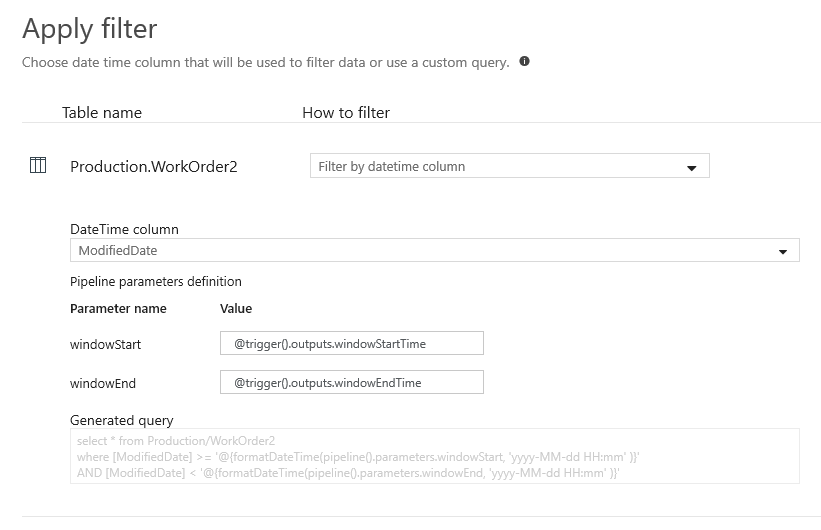 Apply filter
Choose date time column that will be used to filter data or use a custom query.
Table name How to filter
Production.WorkOrder2 Filter by datetime column
DateTime column
ModifiedDate
Pipeline parameters definition
Parameter name Value
windowStart @trigger().outputs.windowStartTime
windowEnd @trigger().outputs.windowEndTime
Generated query
select * from Production/WorkOrder2
where [ModifiedDate] >= '@{formatDateTime(pipeline().parameters.windowStart, 'yyyy-MM-dd HH:mm' )}'
AND [ModifiedDate] < '@{formatDateTime(pipeline().parameters.windowEnd, 'yyyy-MM-dd HH:mm' )}'